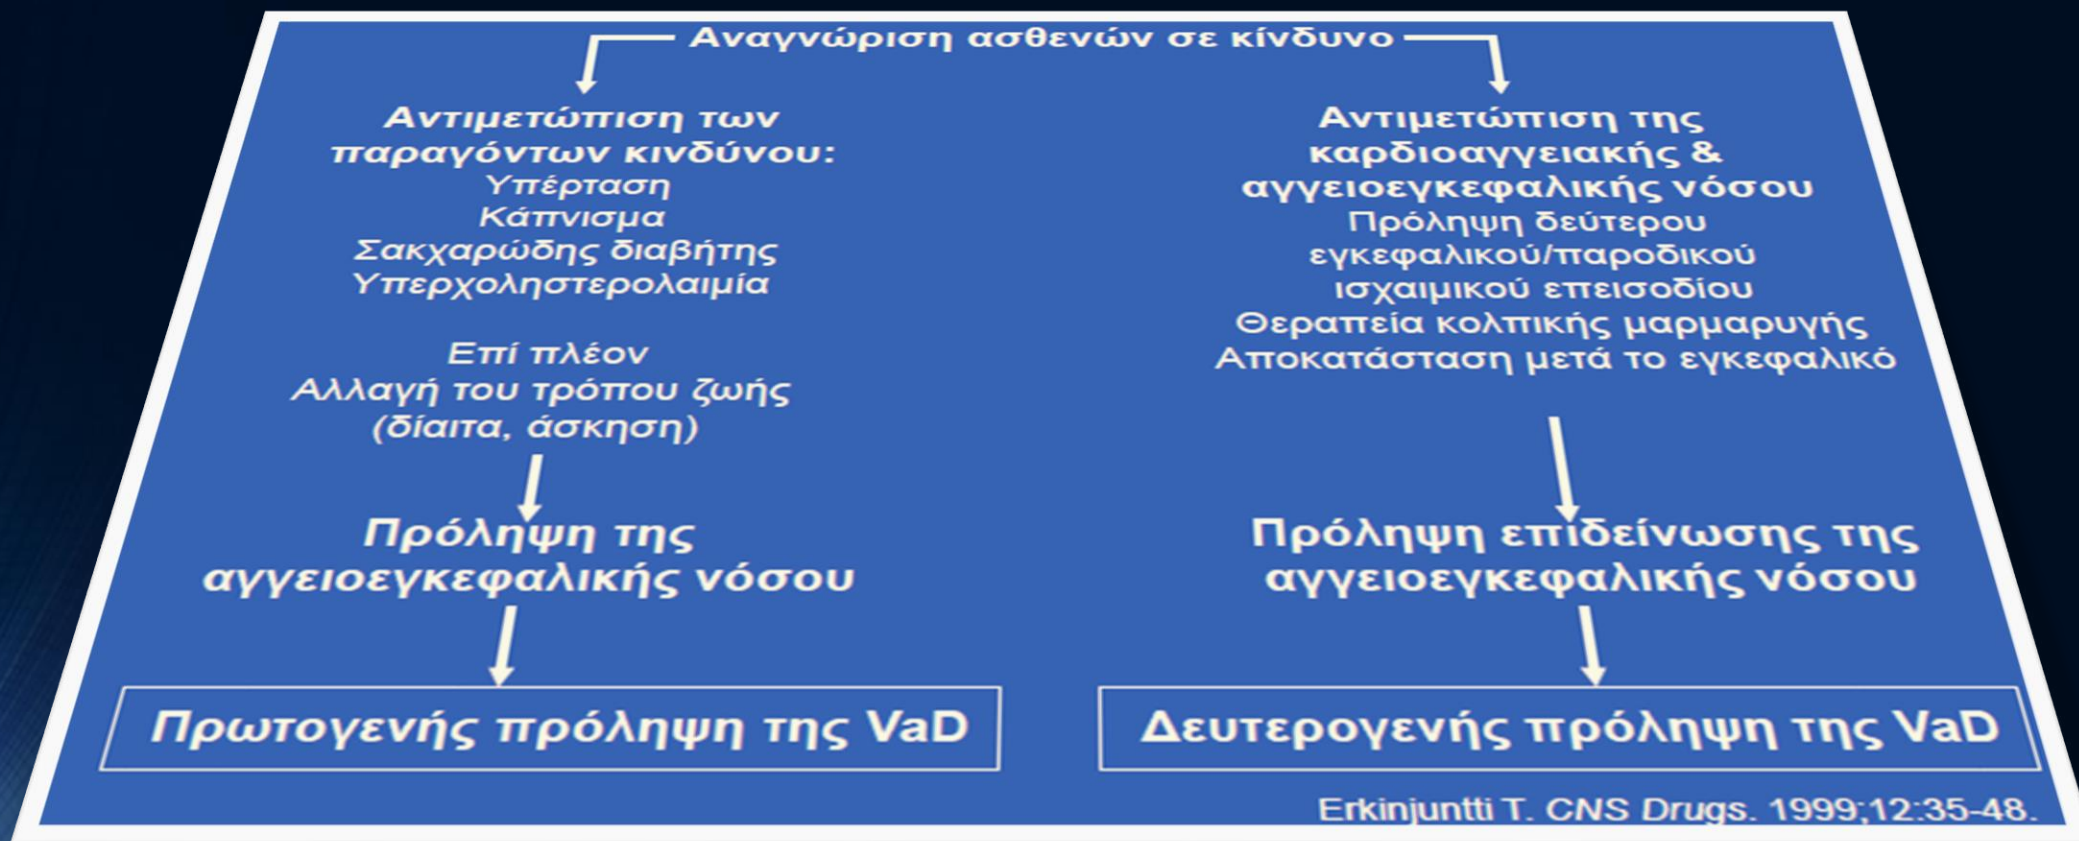 Αναγνώριση ασθενών σε κίνδυνο
Αντιμετώπιση των
παραγόντων κινδύνου:
Υπέρταση
Κάπνισμα
Σακχαρώδης διαβήτης
Υπερχοληστερολαιμία
Επί πλέον
Αλλαγή του τρόπου ζωής
(δίαιτα, άσκηση)
Πρόληψη της
αγγειοεγκεφαλικής νόσου
Πρωτογενής πρόληψη της VaD
Αντιμετώπιση της
καρδιοαγγειακής &
αγγειοεγκεφαλικής νόσου
Πρόληψη δεύτερου
εγκεφαλικού/παροδικού
ισχαιμικού επεισοδίου
Θεραπεία κολπικής μαρμαρυγής
Αποκατάσταση μετά το εγκεφαλικό
Πρόληψη επιδείνωσης της
αγγειοεγκεφαλικής νόσου
Δευτερογενής πρόληψη της VaD
Erkinjuntti T. CNS Drugs. 1999;12:35-48.